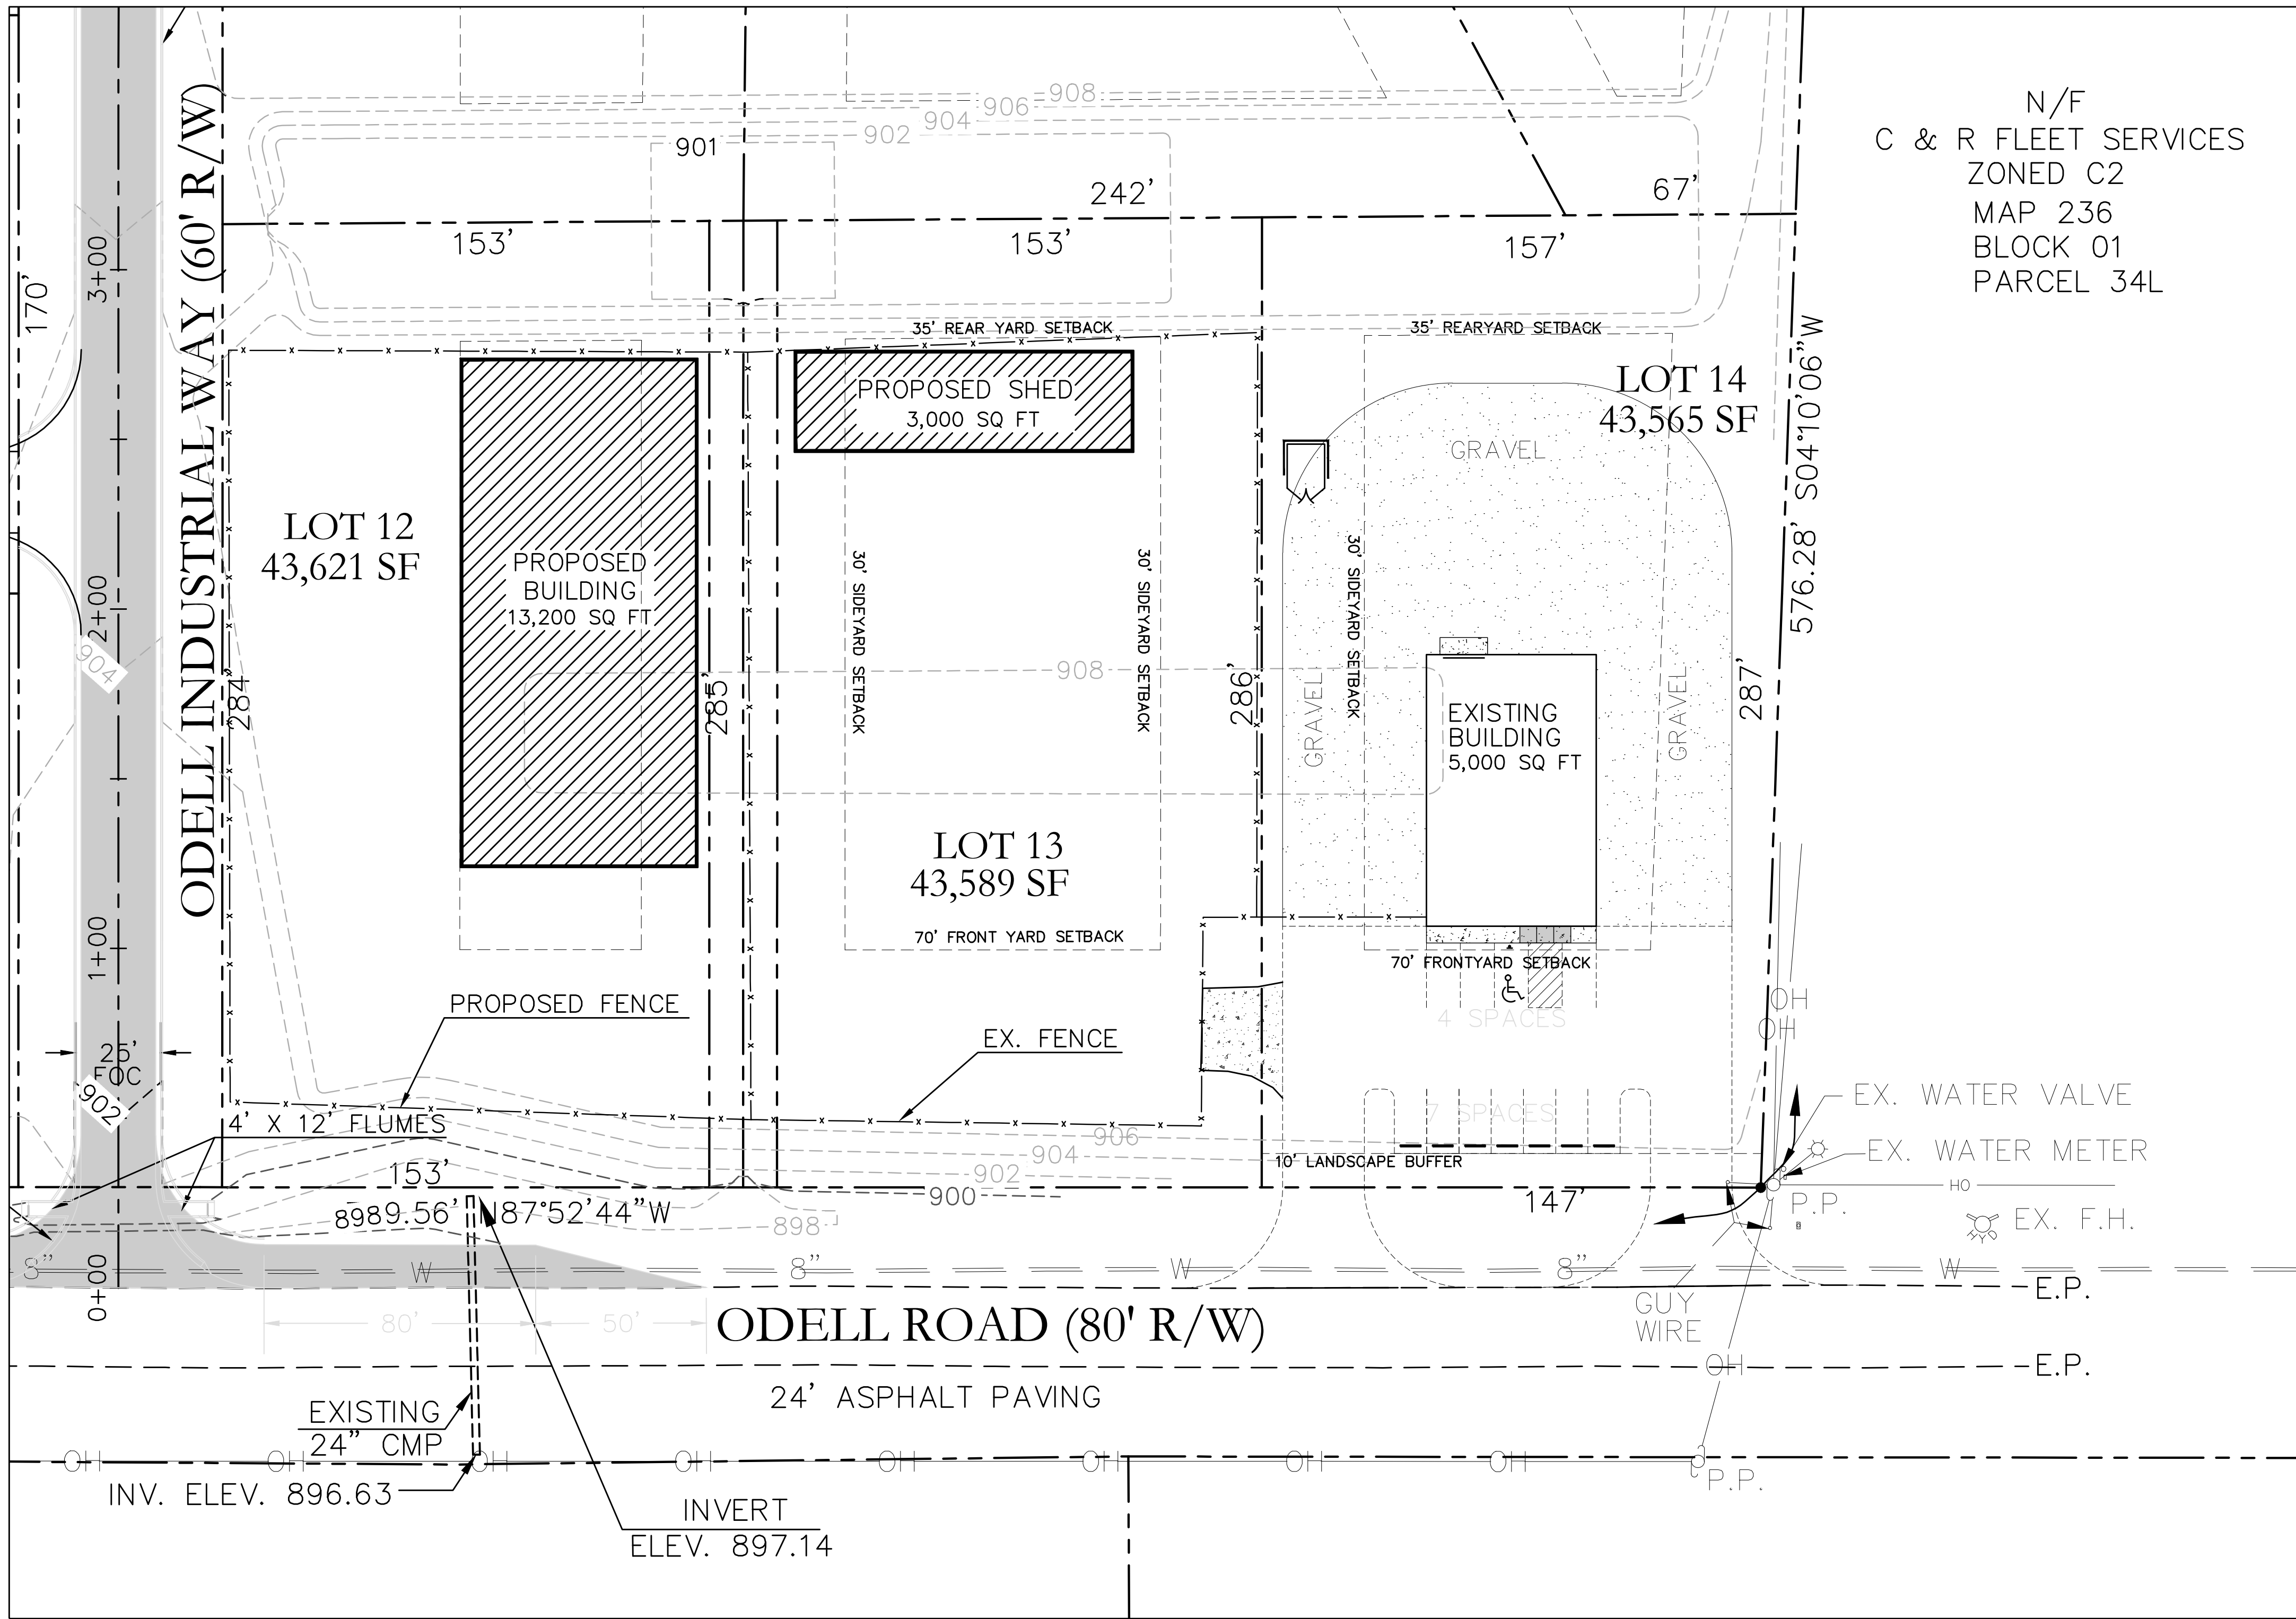 908
906
904
902
901
N/F
C & R FLEET SERVICES
ZONED C2
MAP 236
BLOCK 01
PARCEL 34L
242'
67'
153'
153'
157'
170'
3+00
2+00
1+00
0+00
ODELL INDUSTRIAL WAY (60' R/W)
35' REAR YARD SETBACK
35' REARYARD SETBACK
PROPOSED SHED
3,000 SQ FT
LOT 14
43,565 SF
GRAVEL
576.28' S04°10'06"W
LOT 12
43,621 SF
PROPOSED
BUILDING
13,200 SQ FT
30' SIDEYARD SETBACK
30' SIDEYARD SETBACK
30' SIDEYARD SETBACK
904
908
284'
285'
286'
287'
GRAVEL
GRAVEL
EXISTING
BUILDING
5,000 SQ FT
LOT 13
43,589 SF
70' FRONT YARD SETBACK
70' FRONTYARD SETBACK
4 SPACES
PROPOSED FENCE
EX. FENCE
OH
OH
25'
FOC
902
4' X 12' FLUMES
7 SPACES
906
904
902
900
898
10' LANDSCAPE BUFFER
EX. WATER VALVE
EX. WATER METER
HO
P.P.
EX. F.H.
153'
147'
8989.56' N87°52'44"W
8"
W
8"
W
8"
W
E.P.
80'
50'
ODELL ROAD (80' R/W)
GUY
WIRE
OH
E.P.
24' ASPHALT PAVING
EXISTING
24" CMP
OH
OH
OH
OH
OH
OH
OH
OH
P.P.
INV. ELEV. 896.63
INVERT
ELEV. 897.14